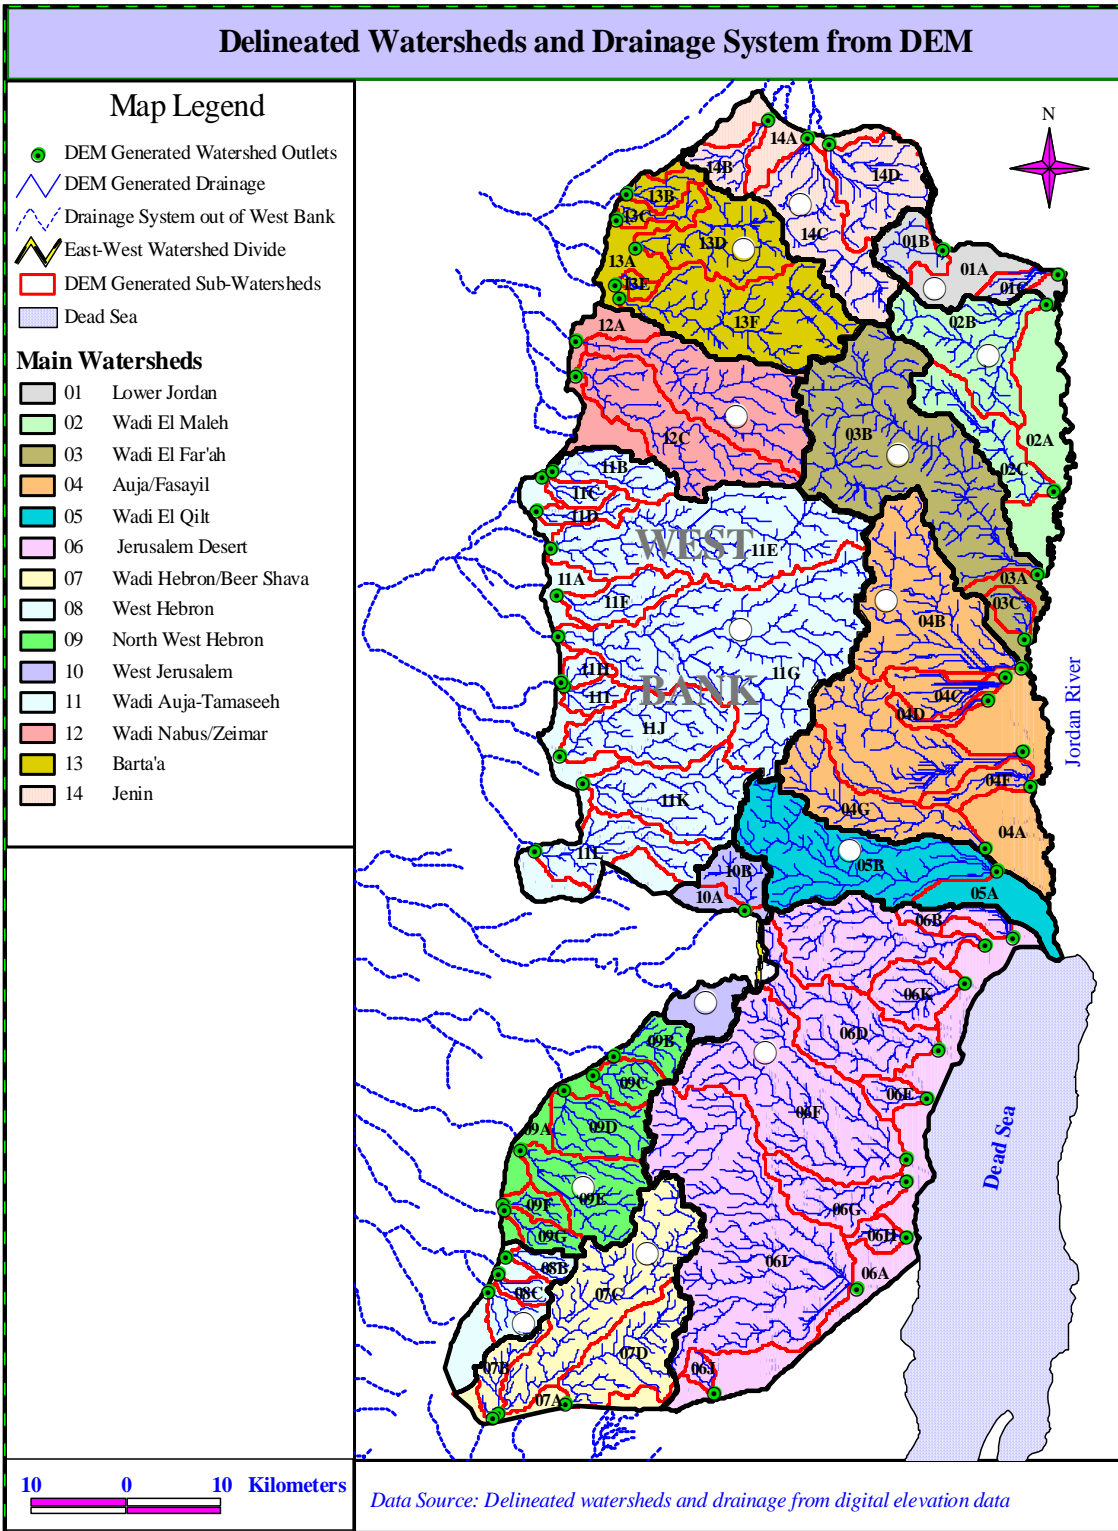 Delineated Watersheds and Drainage System from DEM
Map Legend
DEM Generated Watershed Outlets
DEM Generated Drainage
Drainage System out of West Bank
East-West Watershed Divide
DEM Generated Sub-Watersheds
Dead Sea
Main Watersheds
01 Lower Jordan
02 Wadi El Maleh
03 Wadi El Far'ah
04 Auja/Fasayil
05 Wadi El Qilt
06 Jerusalem Desert
07 Wadi Hebron/Beer Shava
08 West Hebron
09 North West Hebron
10 West Jerusalem
11 Wadi Auja-Tamaseeh
12 Wadi Nabus/Zeimar
13 Barta'a
14 Jenin
N
14A
14B
14D
13B
13C
14C
13D
01B
13A
01A
13E
01C
12A
13F
02B
12C
03B
02A
11B
02C
11C
11D
WEST
11E
11A
03A
11F
03C
04B
11H
11G
11I
BANK
04C
04D
11J
Jordan River
04F
11K
04G
04A
11L
05B
10B
10A
05A
06B
06K
06D
09B
09C
06E
06F
09A
09D
Dead Sea
09E
09F
06G
09G
06H
08B
06I
06A
08C
07C
07D
07B
06J
07A
10 0 10 Kilometers
Data Source: Delineated watersheds and drainage from digital elevation data